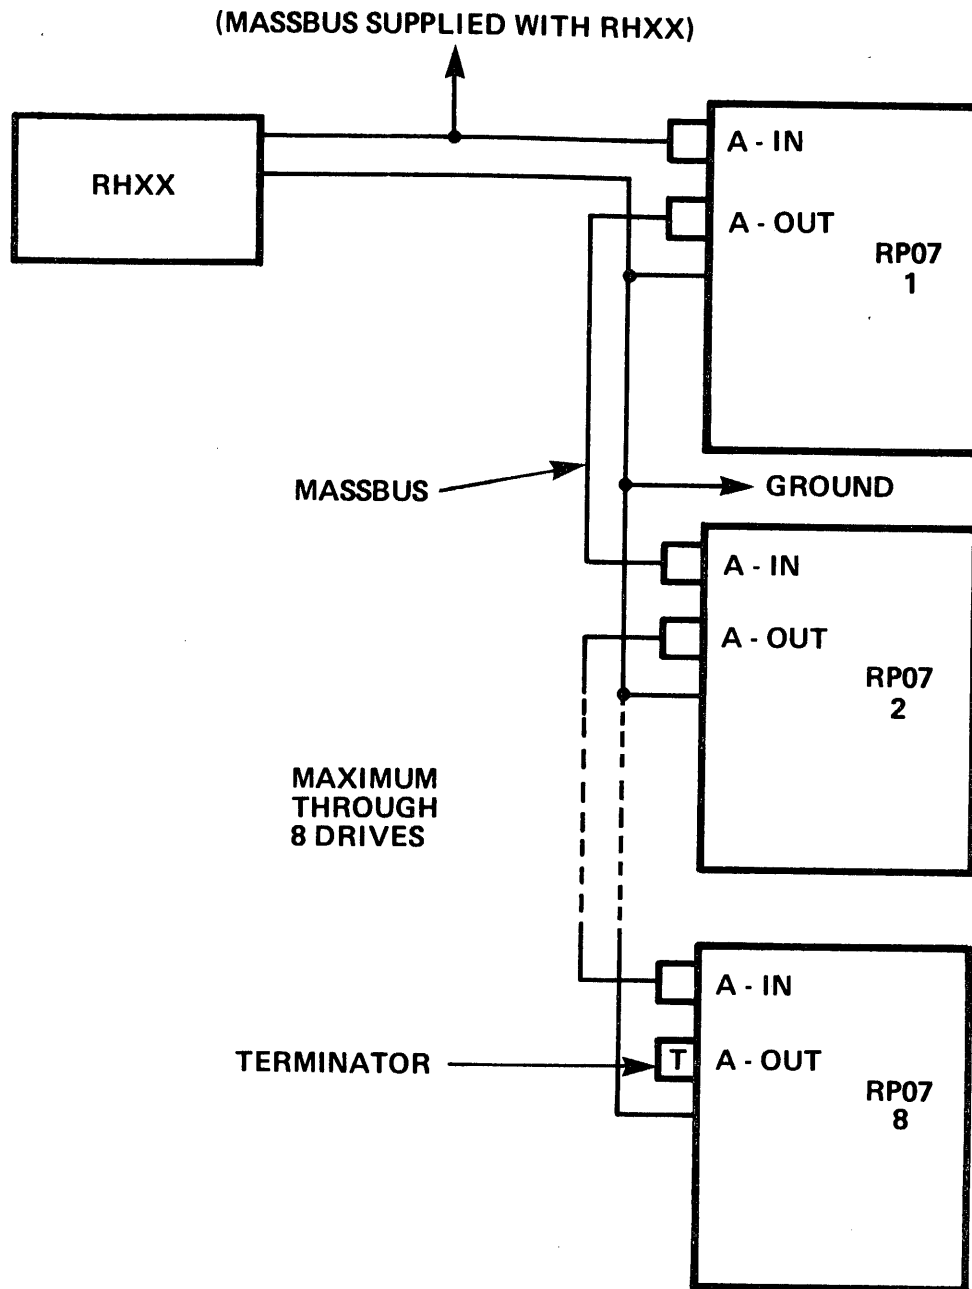 (MASSBUS SUPPLIED WITH RHXX)
RHXX
A - IN
A - OUT
RP07
1
MASSBUS
GROUND
A - IN
A - OUT
RP07
2
MAXIMUM
THROUGH
8 DRIVES
A - IN
TERMINATOR
T
A - OUT
RP07
8